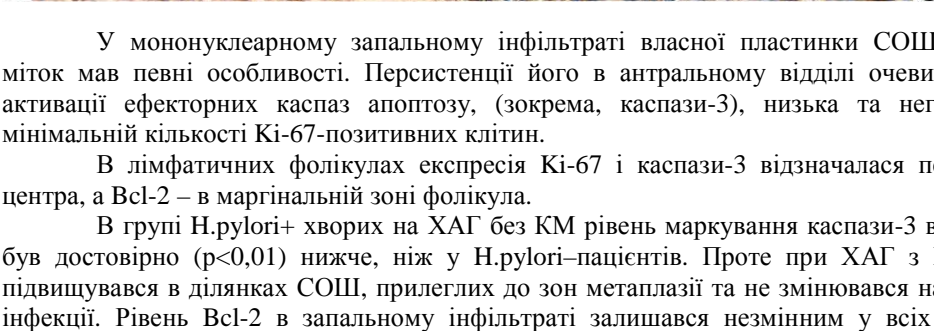 У мононуклеарному запальному інфільтраті власної пластинки СОШ
міток мав певні особливості. Персистенції його в антральному відділі
активації ефекторних каспаз апоптозу, (зокрема, каспази-3), низька та
мінімальній кількості Ki-67-позитивних клітин.
В лімфатичних фолікулах експресія Ki-67 і каспази-3 відзначалася
центра, а Bcl-2 – в маргінальній зоні фолікула.
В групі H.pylori+ хворих на ХАГ без КМ рівень маркування каспази-3
був достовірно (p<0,01) нижче, ніж у H.pylori–пацієнтів. Проте при ХАГ з
підвищувався в ділянках СОШ, прилеглих до зон метаплазії та не змінювався
інфекції. Рівень Bcl-2 в запальному інфільтраті залишався незмінним у всіх